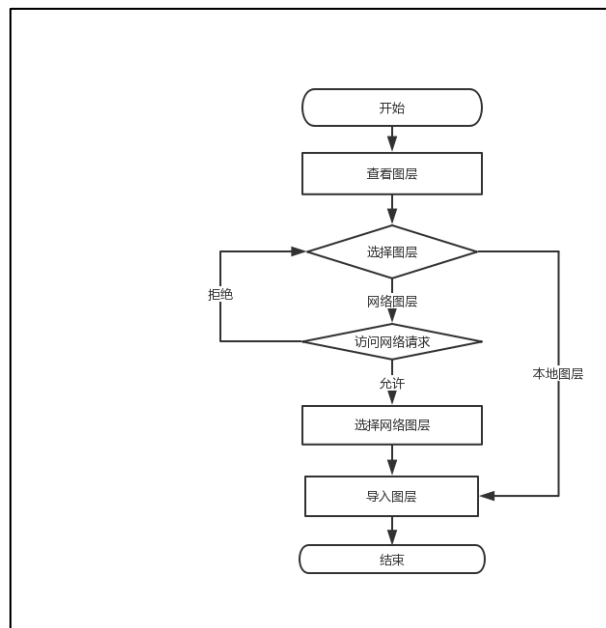 开始
查看图层
选择图层
网络图层
拒绝
访问网络请求
本地图层
允许
选择网络图层
导入图层
结束